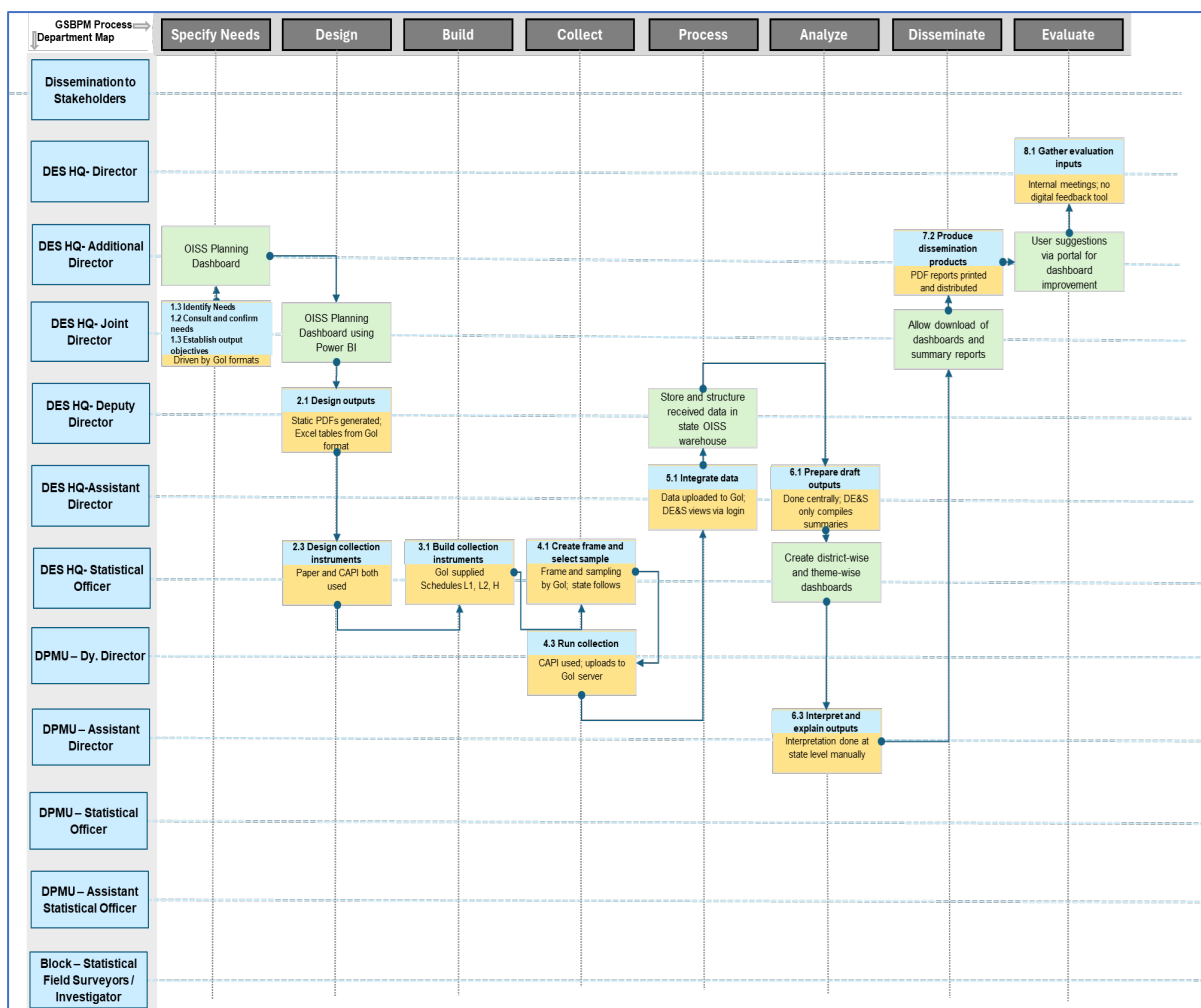 GSBPM Process
Department Map
Specify Needs
Design
Build
Collect
Process
Analyze
Disseminate
Evaluate
Dissemination to
Stakeholders
DES HQ- Director
8.1 Gather evaluation
inputs
Internal meetings; no
digital feedback tool
DES HQ- Additional
Director
OISS Planning
Dashboard
7.2 Produce
dissemination
products
PDF reports printed
and distributed
User suggestions
via portal for
dashboard
improvement
DES HQ- Joint
Director
1.3 Identify Needs
1.2 Consult and confirm
needs
1.3 Establish output
objectives
Driven by GoI formats
OISS Planning
Dashboard using
Power BI
Allow download of
dashboards and
summary reports
DES HQ- Deputy
Director
2.1 Design outputs
Static PDFs generated;
Excel tables from GoI
format
Store and structure
received data in
state OISS
warehouse
DES HQ-Assistant
Director
5.1 Integrate data
Data uploaded to GoI;
DE&S views via login
6.1 Prepare draft
outputs
Done centrally; DE&S
only compiles
summaries
DES HQ- Statistical
Officer
2.3 Design collection
instruments
Paper and CAPI both
used
3.1 Build collection
instruments
GoI supplied
Schedules L1, L2, H
4.1 Create frame and
select sample
Frame and sampling
by GoI; state follows
Create district-wise
and theme-wise
dashboards
DPMU – Dy. Director
4.3 Run collection
CAPI used; uploads to
GoI server
DPMU – Assistant
Director
6.3 Interpret and
explain outputs
Interpretation done at
state level manually
DPMU – Statistical
Officer
DPMU – Assistant
Statistical Officer
Block – Statistical
Field Surveyors /
Investigator